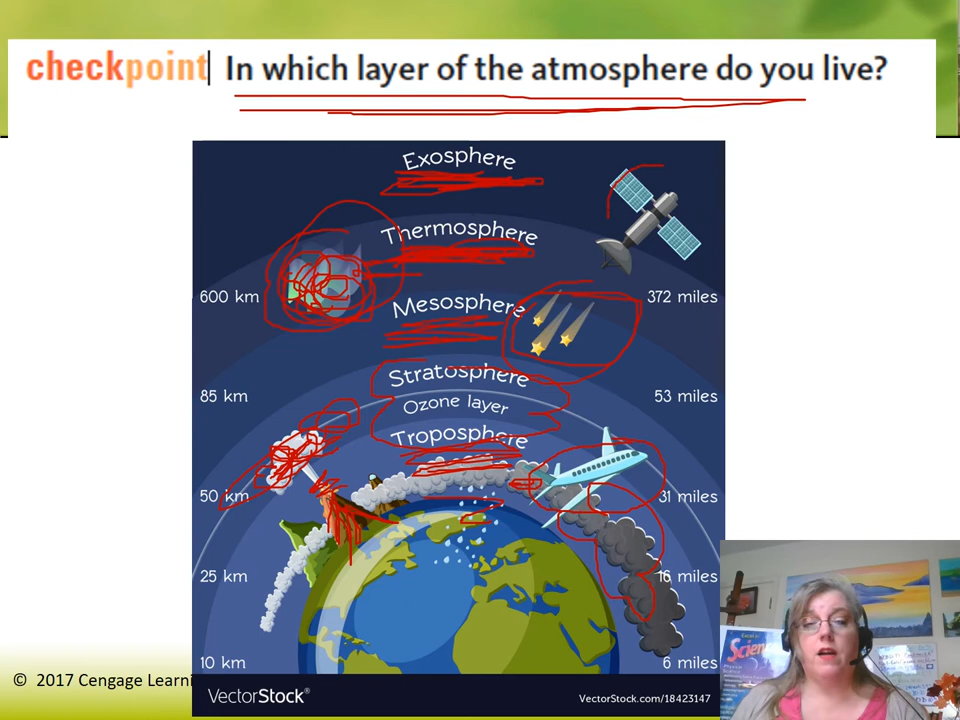 checkpoint In which layer of the atmosphere do you live?
Exosphere
Thermosphere
600 km
372 miles
Mesosphere
Stratosphere
85 km
53 miles
Ozone layer
Troposphere
50 km
31 miles
25 km
16 miles
10 km
6 miles
© 2017 Cengage Learni
VectorStock®
VectorStock.com/18423147
Science